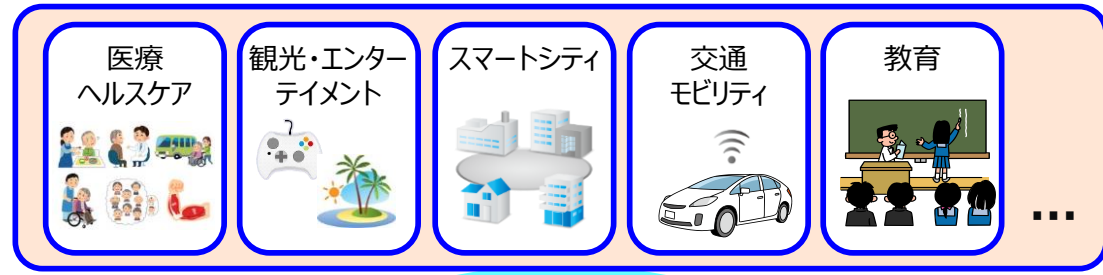 医療
ヘルスケア
観光・エンター
テイメント
スマートシティ
交通
モビリティ
教育
…